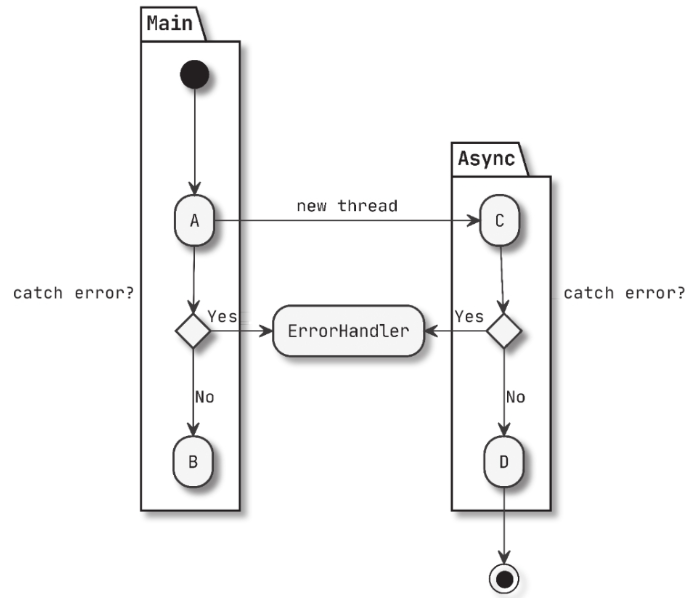 Main
Async
A
new thread
C
catch error?
catch error?
Yes
ErrorHandler
Yes
No
No
B
D